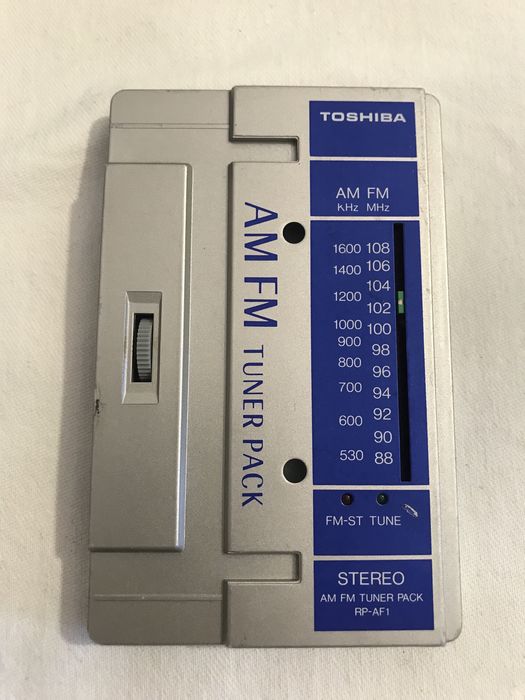 TOSHIBA
AM FM
KHz MHz
1600 108
1400 106
104
1200 102
1000 100
900 98
800 96
700 94
92
600 90
530 88
FM-ST TUNE
STEREO
AM FM TUNER PACK
RP-AF1
AM FM TUNER PACK